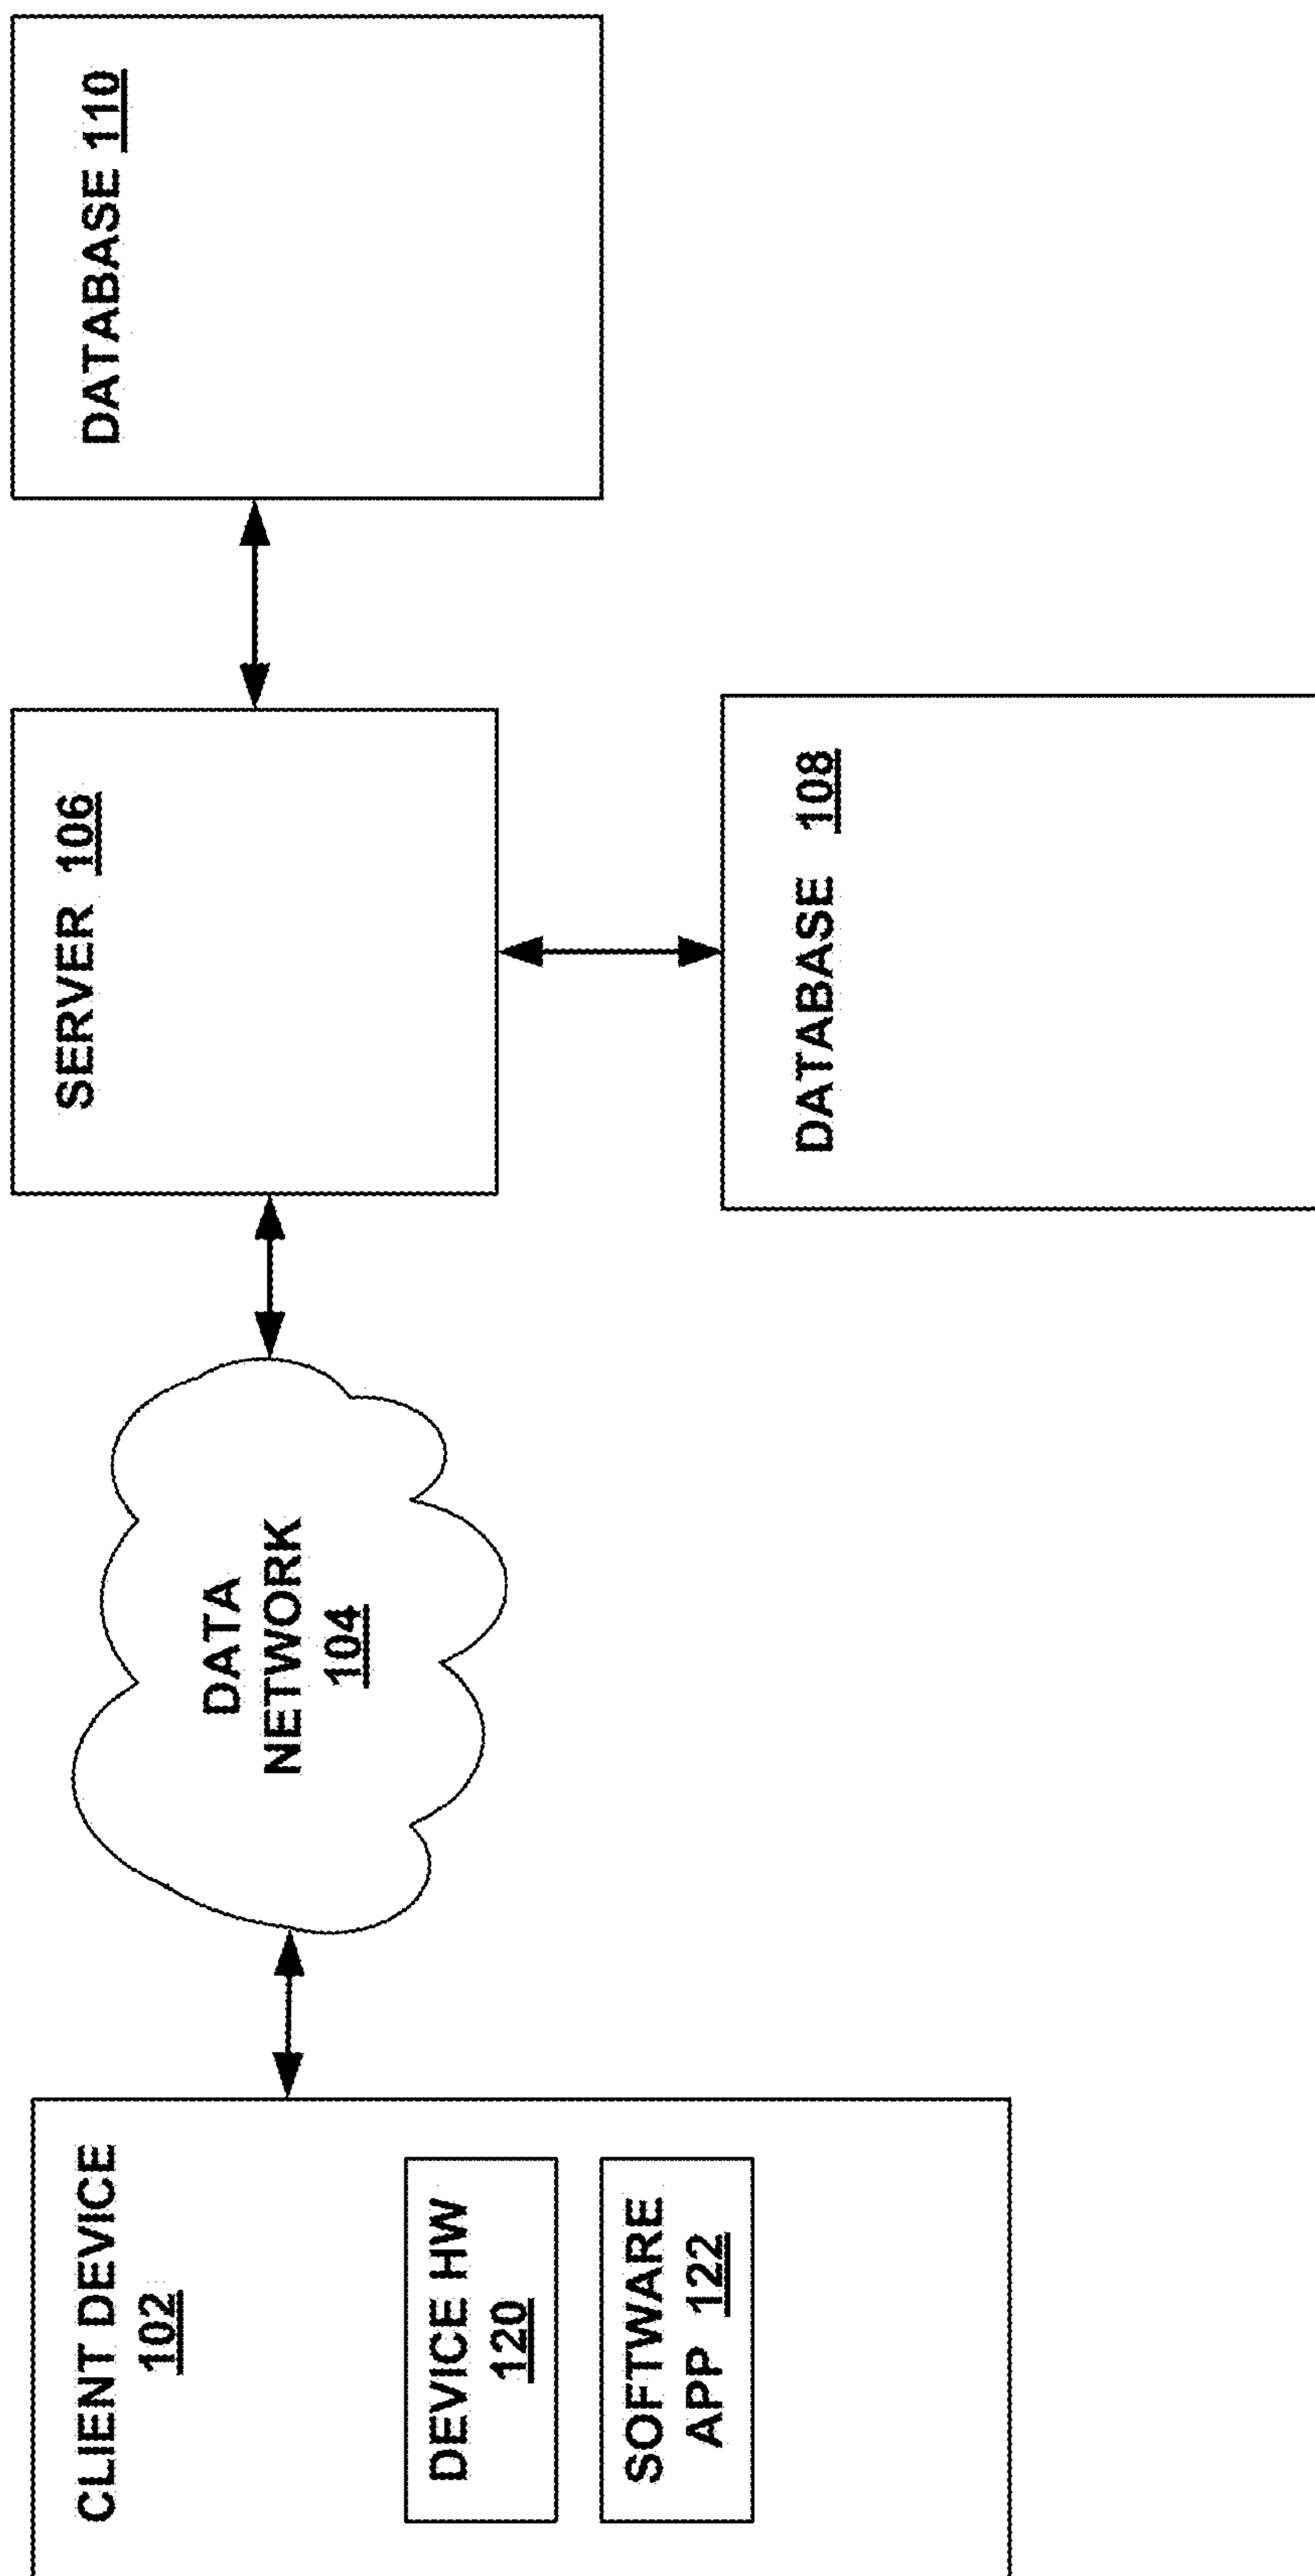 CLIENT DEVICE
102
DEVICE HW
120
SOFTWARE
APP 122
DATA
NETWORK
104
SERVER 106
DATABASE 108
DATABASE 110